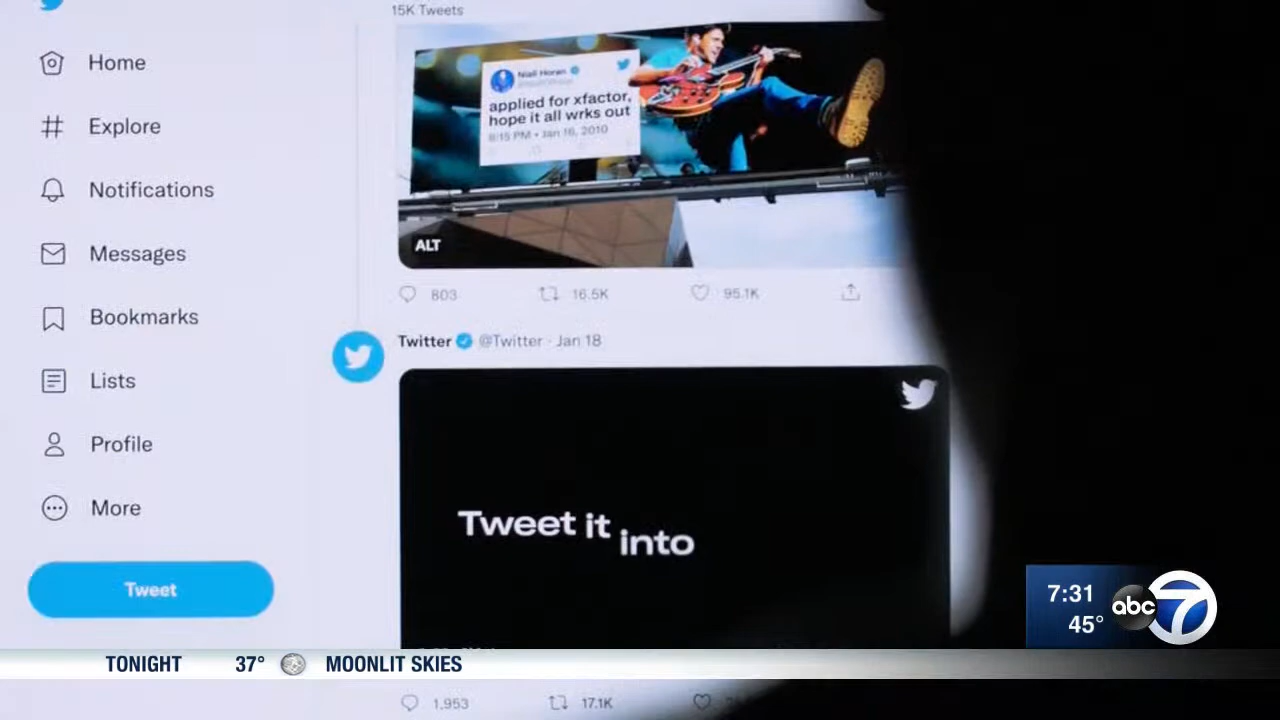 15K Tweets
Home
Explore
Notifications
Messages
Bookmarks
Lists
Profile
More
Tweet
Niall Horan
applied for xfactor,
hope it all wrks out
8:15 PM • Jan 16, 2010
ALT
803 16.5K 95.1K
Twitter @Twitter · Jan 18
Tweet it into
1,953 17.1K
7:31
45°
abc 7
TONIGHT 37° MOONLIT SKIES